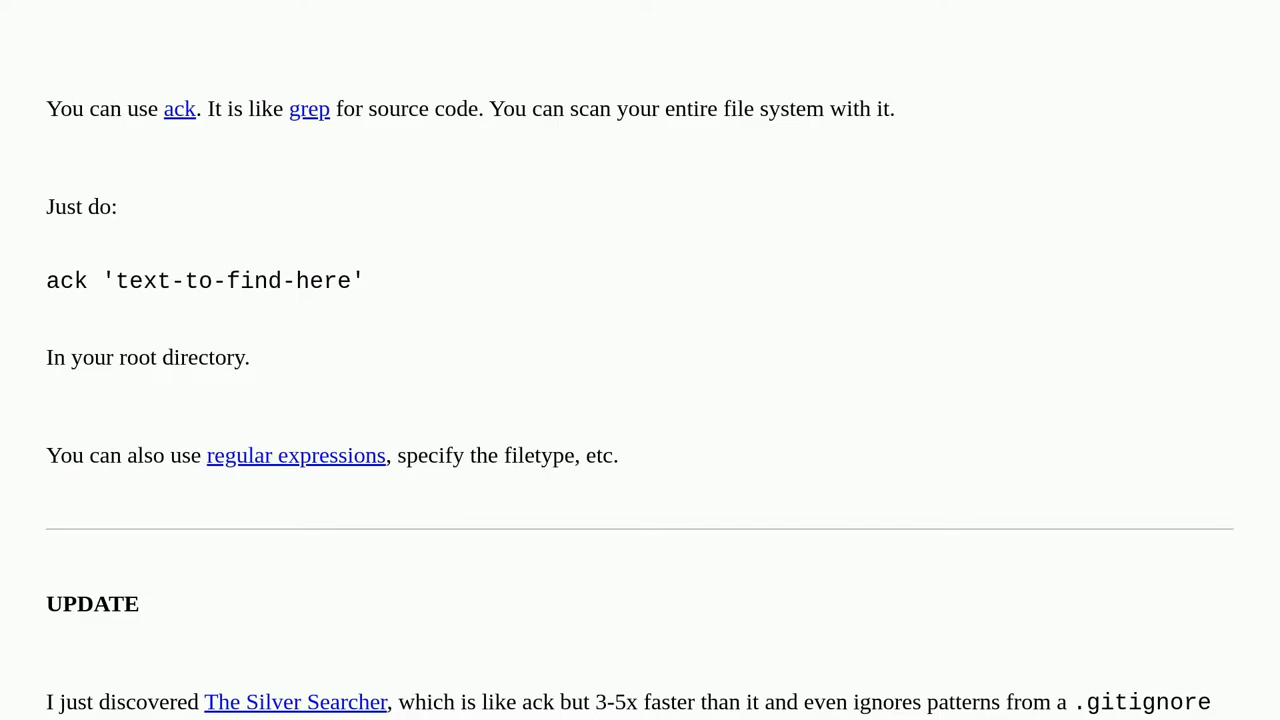 You can use ack. It is like grep for source code. You can scan your entire file system with it.
Just do:
ack 'text-to-find-here'
In your root directory.
You can also use regular expressions, specify the filetype, etc.
UPDATE
I just discovered The Silver Searcher, which is like ack but 3-5x faster than it and even ignores patterns from a .gitignore